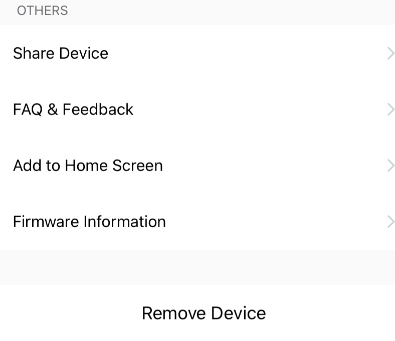 OTHERS
Share Device
FAQ & Feedback
Add to Home Screen
Firmware Information
Remove Device